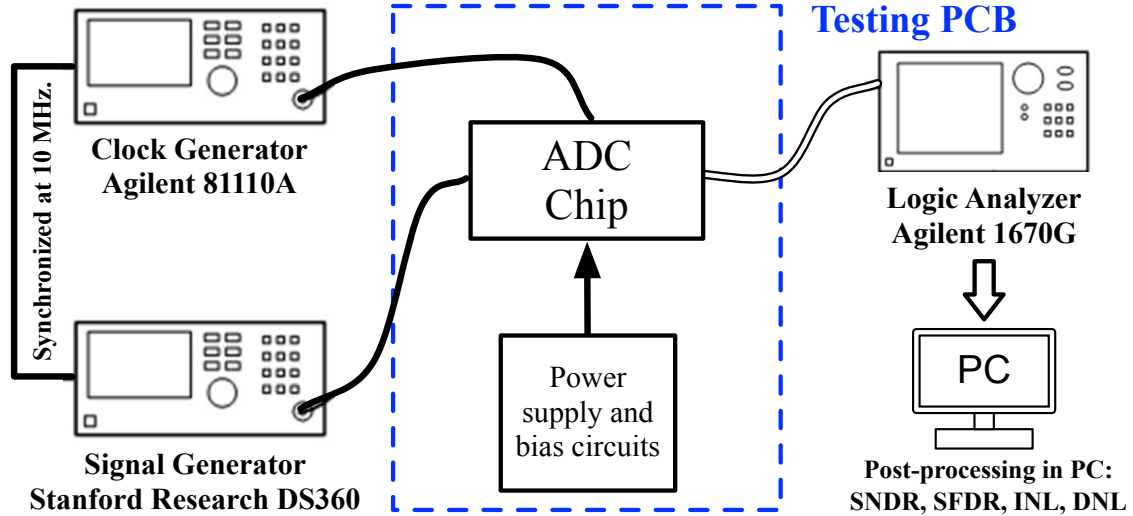 Testing PCB
Synchronized at 10 MHz.
Clock Generator
Agilent 81110A
ADC
Chip
Logic Analyzer
Agilent 1670G
PC
Power
supply and
bias circuits
Signal Generator
Stanford Research DS360
Post-processing in PC:
SNDR, SFDR, INL, DNL